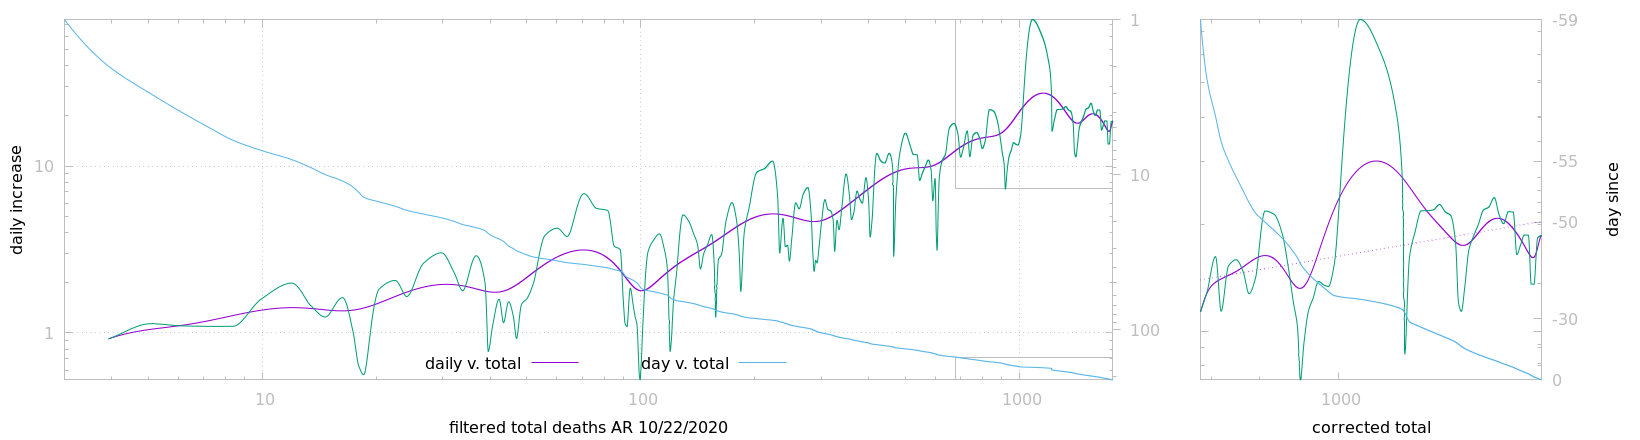 1
-59
10
-55
10
-50
daily increase
day since
1
100
-30
daily v. total
day v. total
0
10
100
1000
1000
filtered total deaths AR 10/22/2020
corrected total